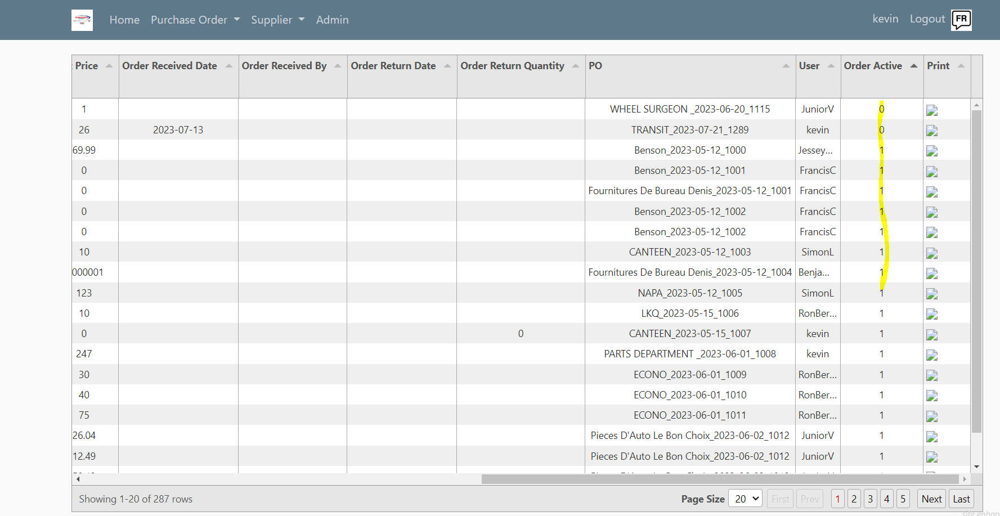 Home Purchase Order Supplier Admin kevin Logout FR
Price Order Received Date Order Received By Order Return Date Order Return Quantity PO User Order Active Print
1 WHEEL SURGEON _2023-06-20_1115 JuniorV 0
26 2023-07-13 TRANSIT_2023-07-21_1289 kevin 0
69.99 Benson_2023-05-12_1000 Jessey... 1
0 Benson_2023-05-12_1001 FrancisC 1
0 Fournitures De Bureau Denis_2023-05-12_1001 FrancisC 1
0 Benson_2023-05-12_1002 FrancisC 1
0 Benson_2023-05-12_1002 FrancisC 1
10 CANTEEN_2023-05-12_1003 SimonL 1
000001 Fournitures De Bureau Denis_2023-05-12_1004 Benja... 1
123 NAPA_2023-05-12_1005 SimonL 1
10 LKQ_2023-05-15_1006 RonBer... 1
0 0 CANTEEN_2023-05-15_1007 kevin 1
247 PARTS DEPARTMENT _2023-06-01_1008 kevin 1
30 ECONO_2023-06-01_1009 RonBer... 1
40 ECONO_2023-06-01_1010 RonBer... 1
75 ECONO_2023-06-01_1011 RonBer... 1
26.04 Pieces D'Auto Le Bon Choix_2023-06-02_1012 JuniorV 1
12.49 Pieces D'Auto Le Bon Choix_2023-06-02_1012 JuniorV 1
Showing 1-20 of 287 rows Page Size 20 First Prev 1 2 3 4 5 Next Last